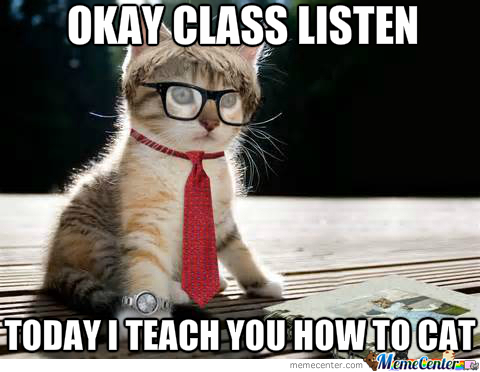 OKAY CLASS LISTEN
TODAY I TEACH YOU HOW TO CAT
memecenter.com MemeCenter